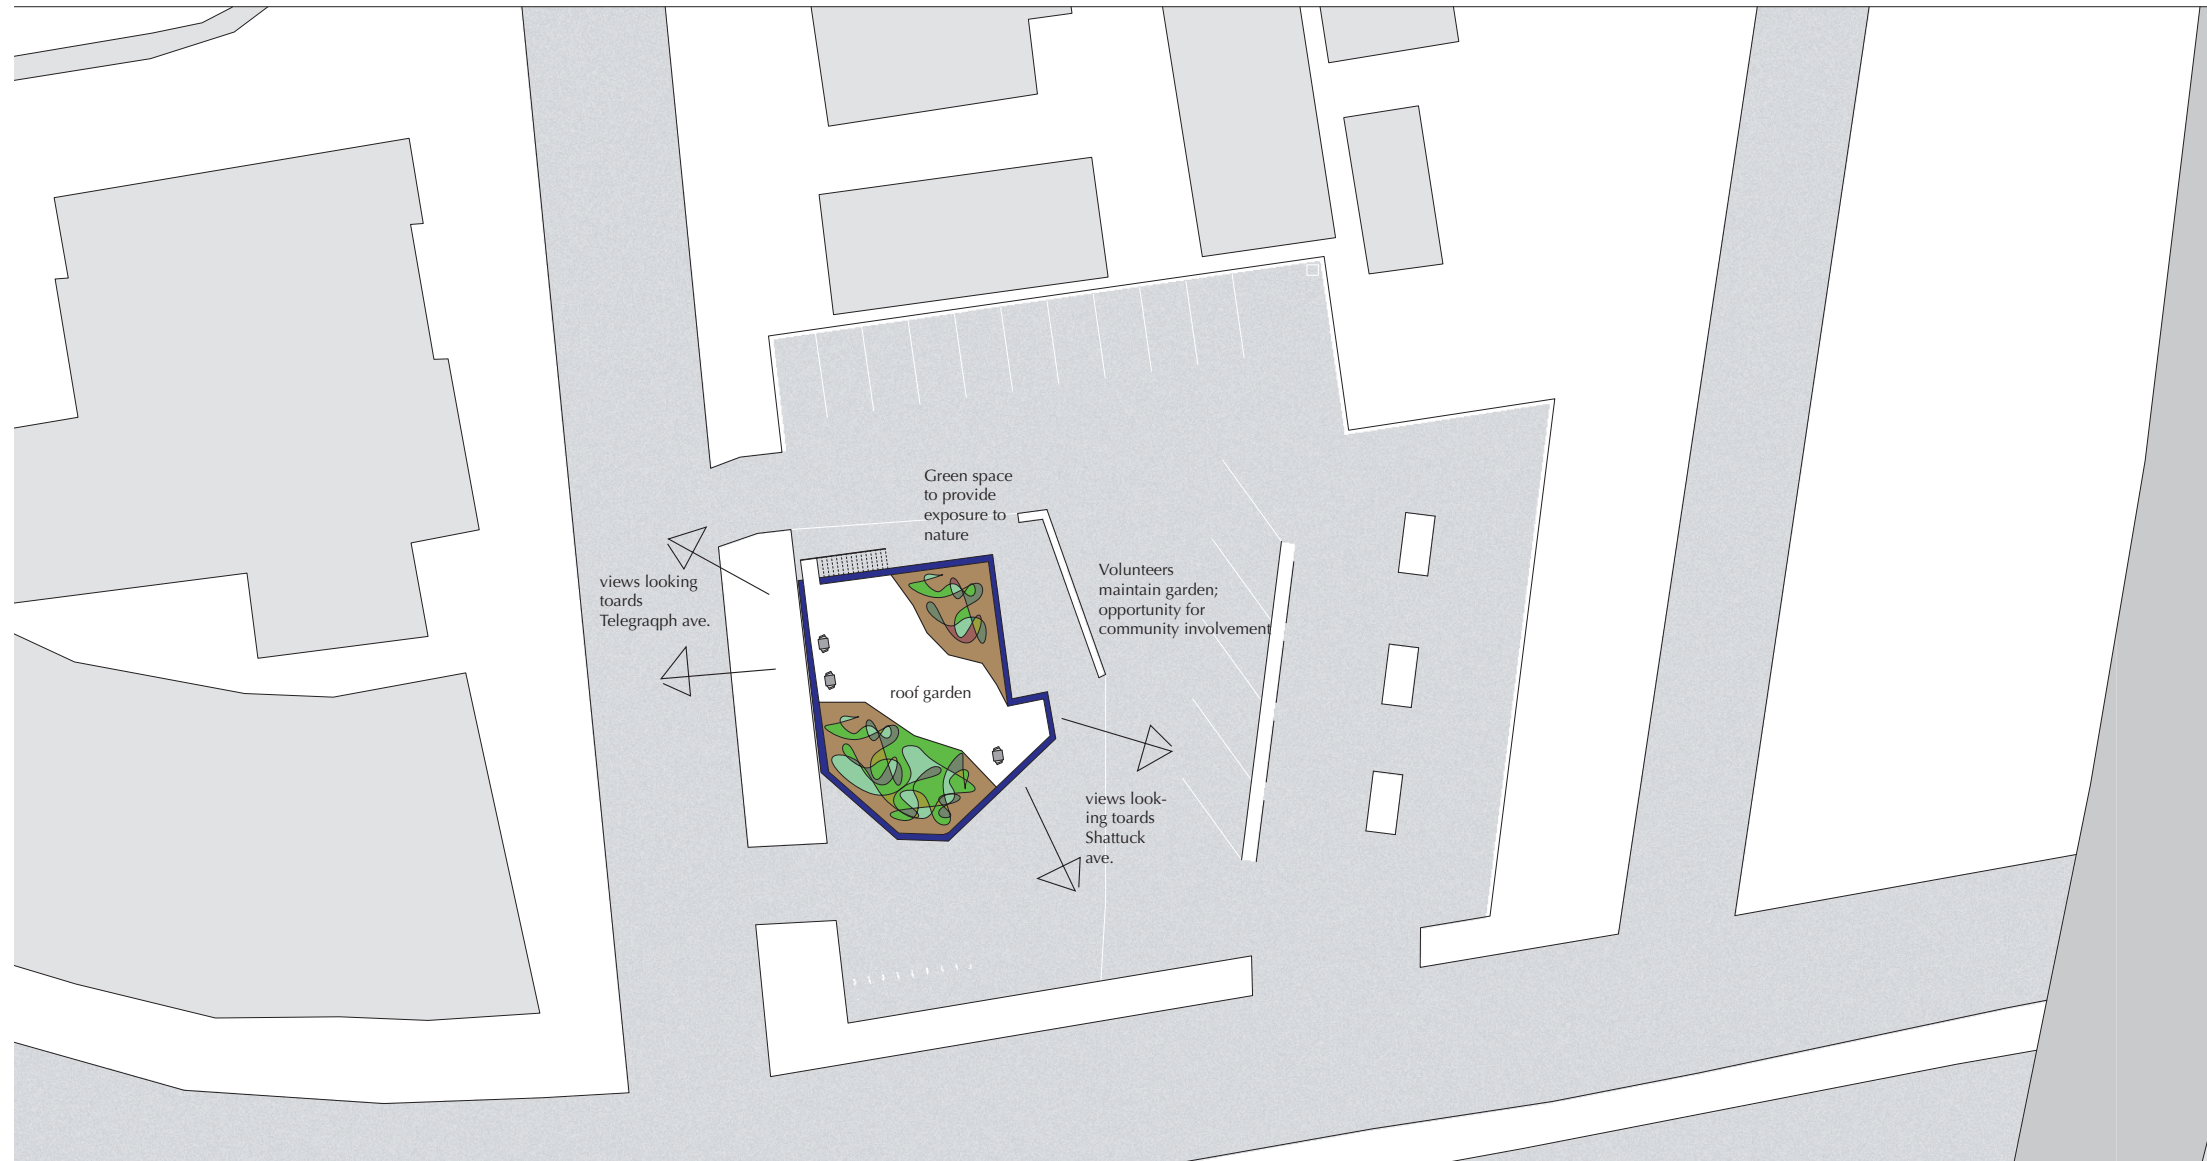 Green space
to provide
exposure to
nature
views looking
toards
Telegraqph ave.
Volunteers
maintain garden;
opportunity for
community involvement
roof garden
views look-
ing toards
Shattuck
ave.